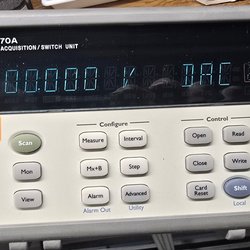 70A
ACQUISITION / SWITCH UNIT
00.000 V DAC
Configure Control
Scan Measure Interval Open Read
Mon Mx+B Step Close Write
View Alarm Advanced Card Reset Shift
Alarm Out Utility Local